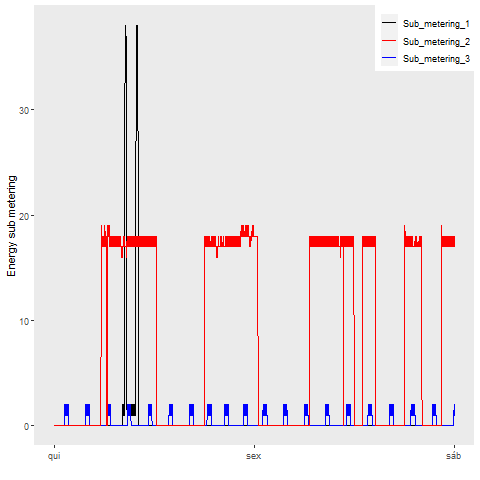 Sub_metering_1
Sub_metering_2
Sub_metering_3
Energy sub metering
30
20
10
0
qui
sex
sáb